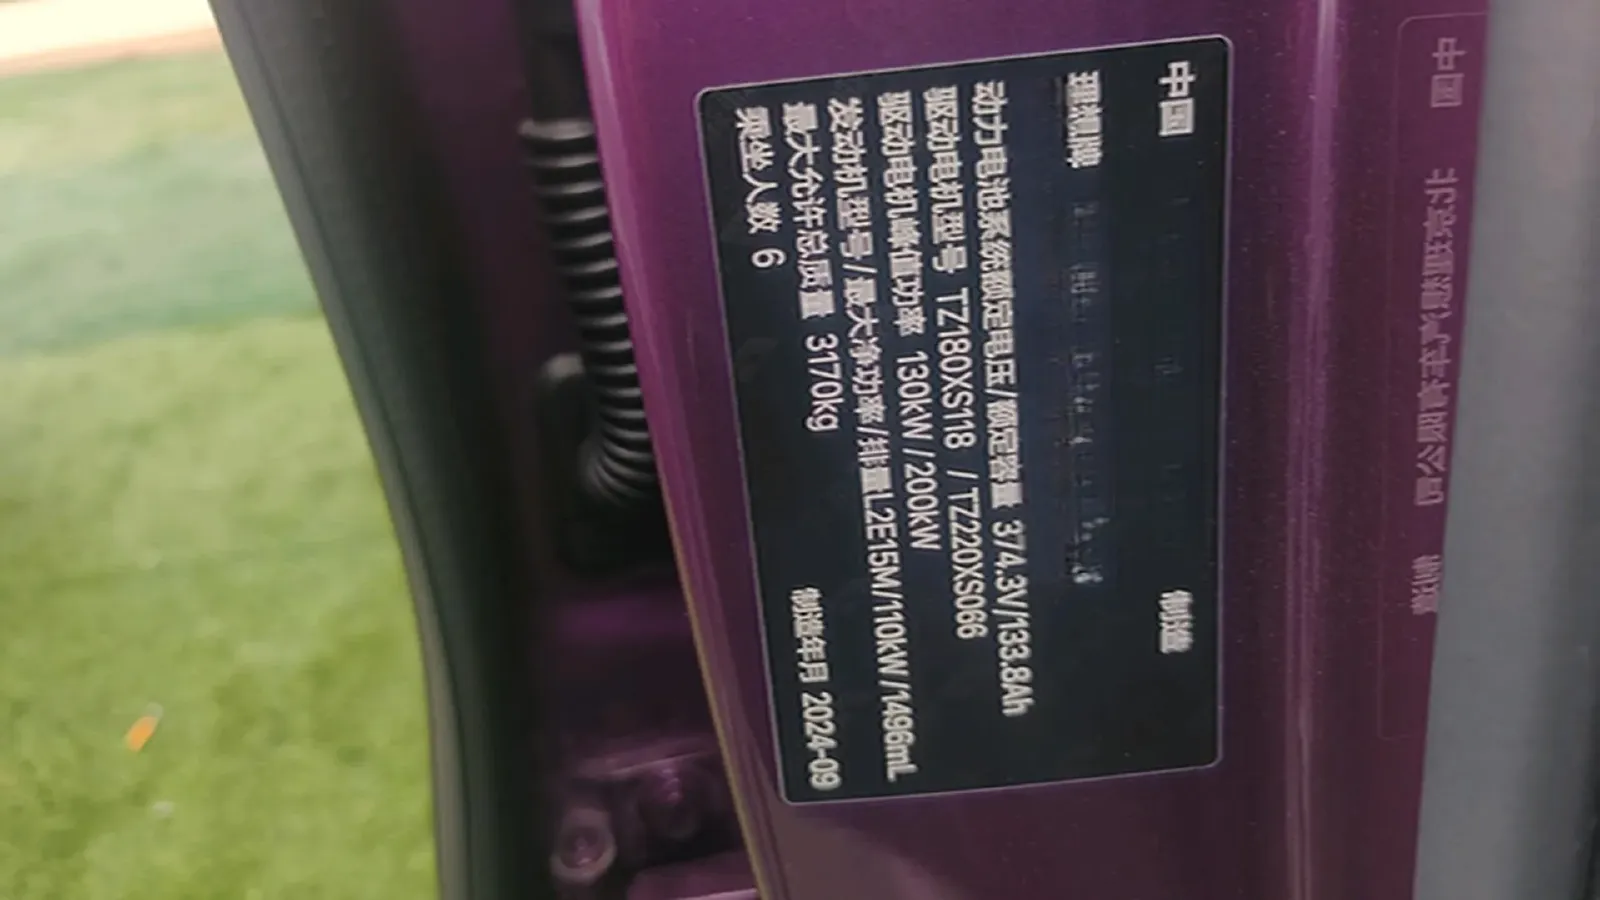 中国 制造
理想牌
动力电池系统额定电压/额定容量 374.3V/133.8Ah
驱动电机型号 TZ180XS118 / TZ220XS066
驱动电机峰值功率 130kW / 200kW
发动机型号/最大净功率/排量L2E15M/110kW/1496mL
最大允许总质量 3170kg 制造年月 2024-09
乘坐人数 6